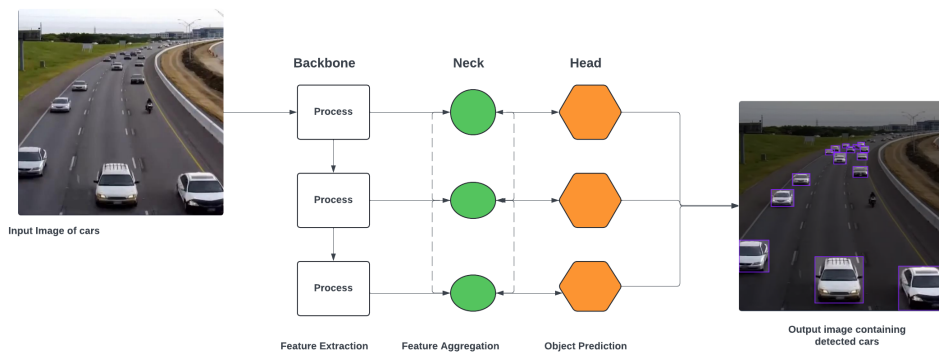 Backbone
Neck
Head
Process
Process
Process
Input Image of cars
Feature Extraction
Feature Aggregation
Object Prediction
Output image containing
detected cars